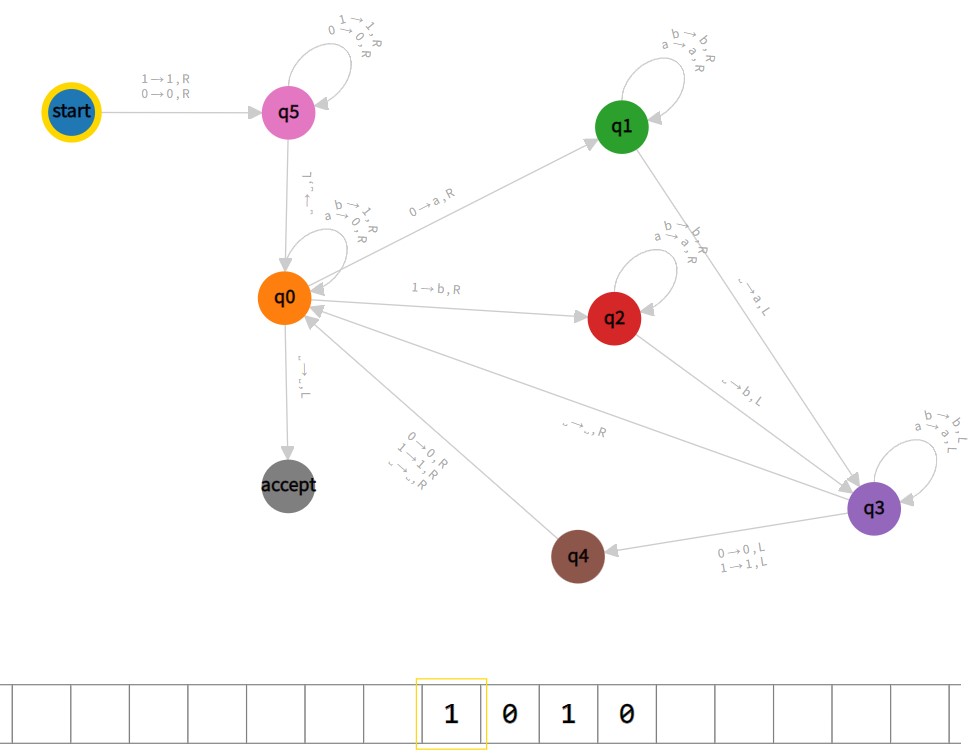 1→1,R
0→0,R
1→1,R
0→0,R
b→b,R
a→a,R
start
q5
q1
␣→␣,L
b→1,R
a→0,R
0→a,R
b→b,R
a→a,R
␣→a,L
q0
1→b,R
q2
␣→␣,L
␣→b,L
␣→␣,R
b→b,L
a→a,L
0→0,R
1→1,R
␣→␣,R
accept
q3
q4
0→0,L
1→1,L
1 0 1 0